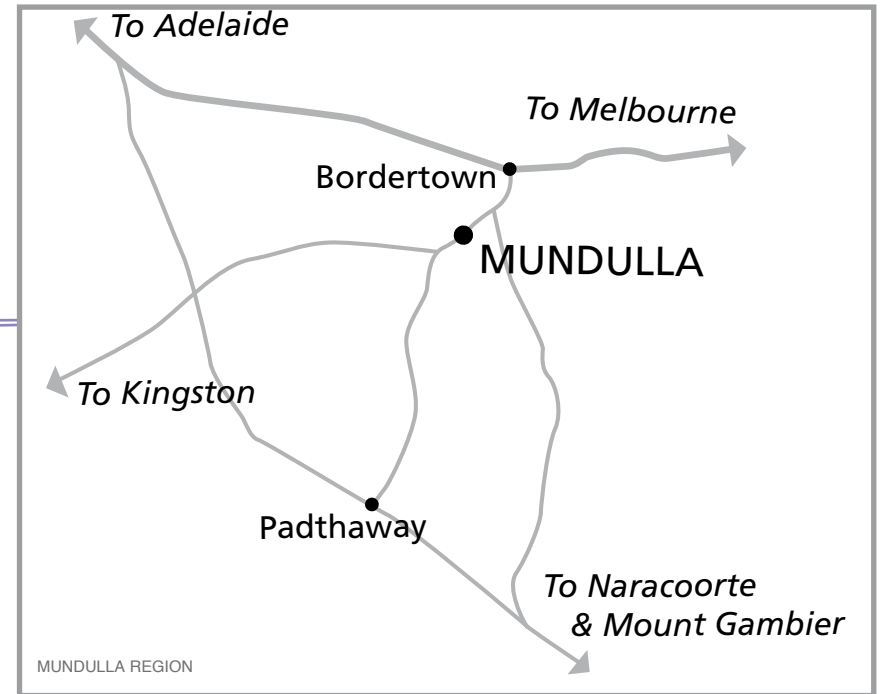 To Adelaide
To Melbourne
Bordertown
MUNDULLA
To Kingston
Padthaway
To Naracoorte
& Mount Gambier
MUNDULLA REGION